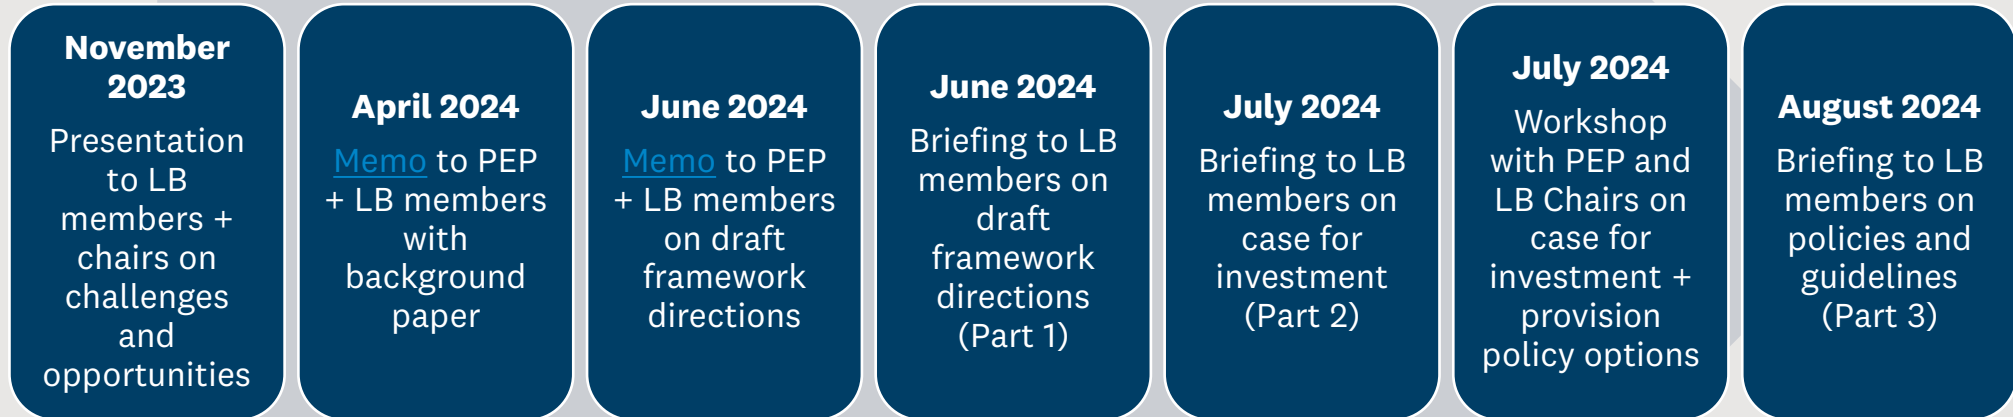 November
2023
Presentation
to LB
members +
chairs on
challenges
and
opportunities
April 2024
Memo to PEP
+ LB members
with
background
paper
June 2024
Memo to PEP
+ LB members
on draft
framework
directions
June 2024
Briefing to LB
members on
draft
framework
directions
(Part 1)
July 2024
Briefing to LB
members on
case for
investment
(Part 2)
July 2024
Workshop
with PEP and
LB Chairs on
case for
investment +
provision
policy options
August 2024
Briefing to LB
members on
policies and
guidelines
(Part 3)